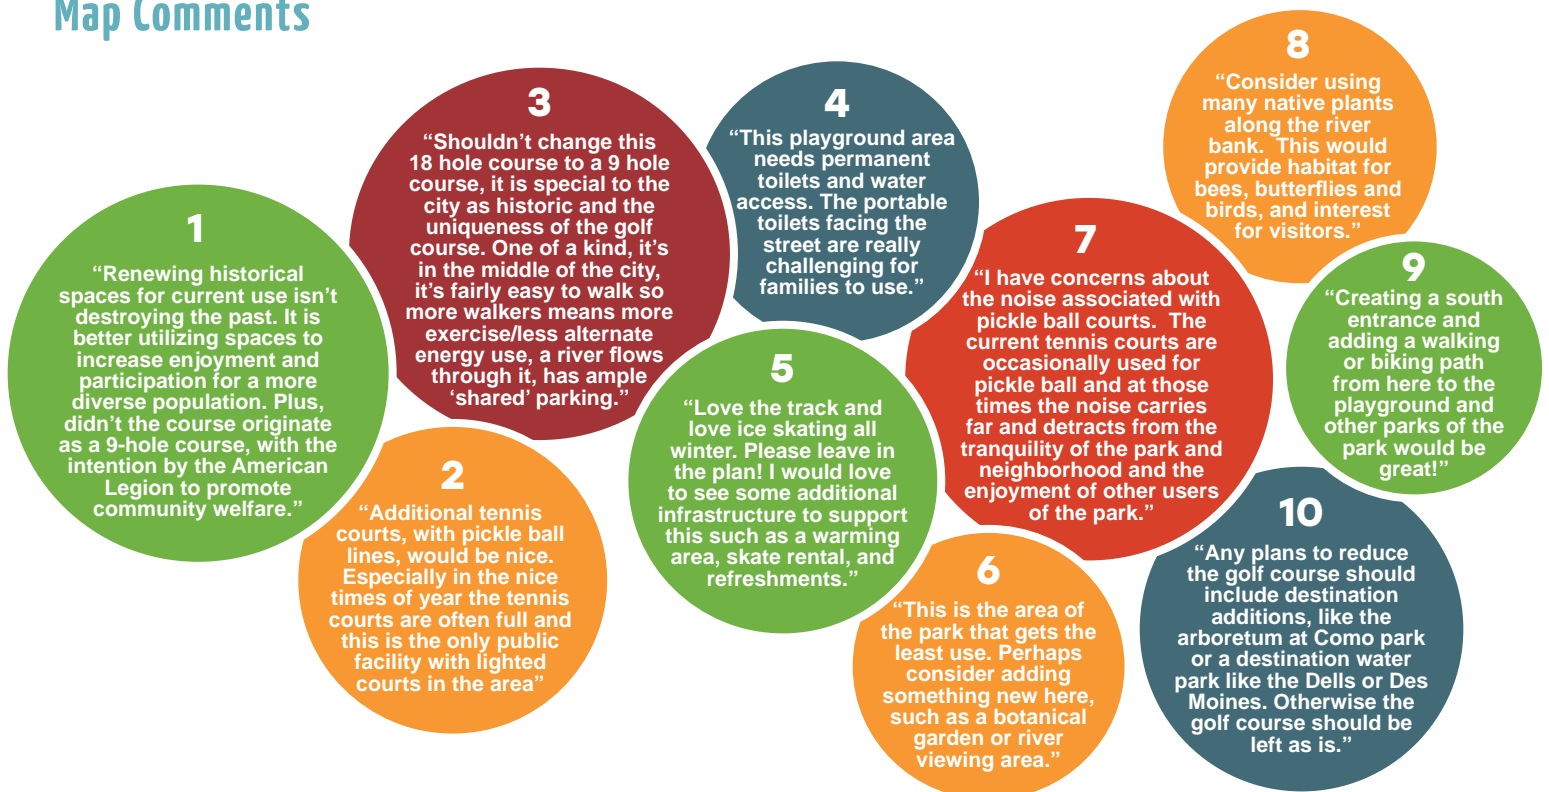 Map Comments
1
“Renewing historical
spaces for current use isn’t
destroying the past. It is
better utilizing spaces to
increase enjoyment and
participation for a more
diverse population. Plus,
didn’t the course originate
as a 9-hole course, with the
intention by the American
Legion to promote
community welfare.”
2
“Additional tennis
courts, with pickle ball
lines, would be nice.
Especially in the nice
times of year the tennis
courts are often full and
this is the only public
facility with lighted
courts in the area”
3
“Shouldn’t change this
18 hole course to a 9 hole
course, it is special to the
city as historic and the
uniqueness of the golf
course. One of a kind, it’s
in the middle of the city,
it’s fairly easy to walk so
more walkers means more
exercise/less alternate
energy use, a river flows
through it, has ample
‘shared’ parking.”
4
“This playground area
needs permanent
toilets and water
access. The portable
toilets facing the
street are really
challenging for
families to use.”
5
“Love the track and
love ice skating all
winter. Please leave in
the plan! I would love
to see some additional
infrastructure to support
this such as a warming
area, skate rental, and
refreshments.”
6
“This is the area of
the park that gets the
least use. Perhaps
consider adding
something new here,
such as a botanical
garden or river
viewing area.”
7
“I have concerns about
the noise associated with
pickle ball courts.  The
current tennis courts are
occasionally used for
pickle ball and at those
times the noise carries
far and detracts from the
tranquility of the park and
neighborhood and the
enjoyment of other users
of the park.”
8
“Consider using
many native plants
along the river
bank.  This would
provide habitat for
bees, butterflies and
birds, and interest
for visitors.”
9
“Creating a south
entrance and
adding a walking
or biking path
from here to the
playground and
other parks of the
park would be
great!”
10
“Any plans to reduce
the golf course should
include destination
additions, like the
arboretum at Como park
or a destination water
park like the Dells or Des
Moines. Otherwise the
golf course should be
left as is.”